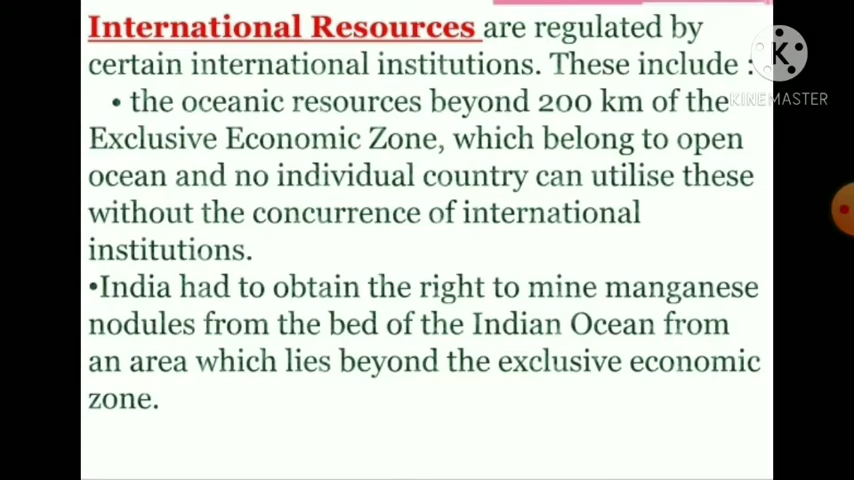 International Resources are regulated by
certain international institutions. These include :
• the oceanic resources beyond 200 km of the
Exclusive Economic Zone, which belong to open
ocean and no individual country can utilise these
without the concurrence of international
institutions.
•India had to obtain the right to mine manganese
nodules from the bed of the Indian Ocean from
an area which lies beyond the exclusive economic
zone.
K
KINEMASTER